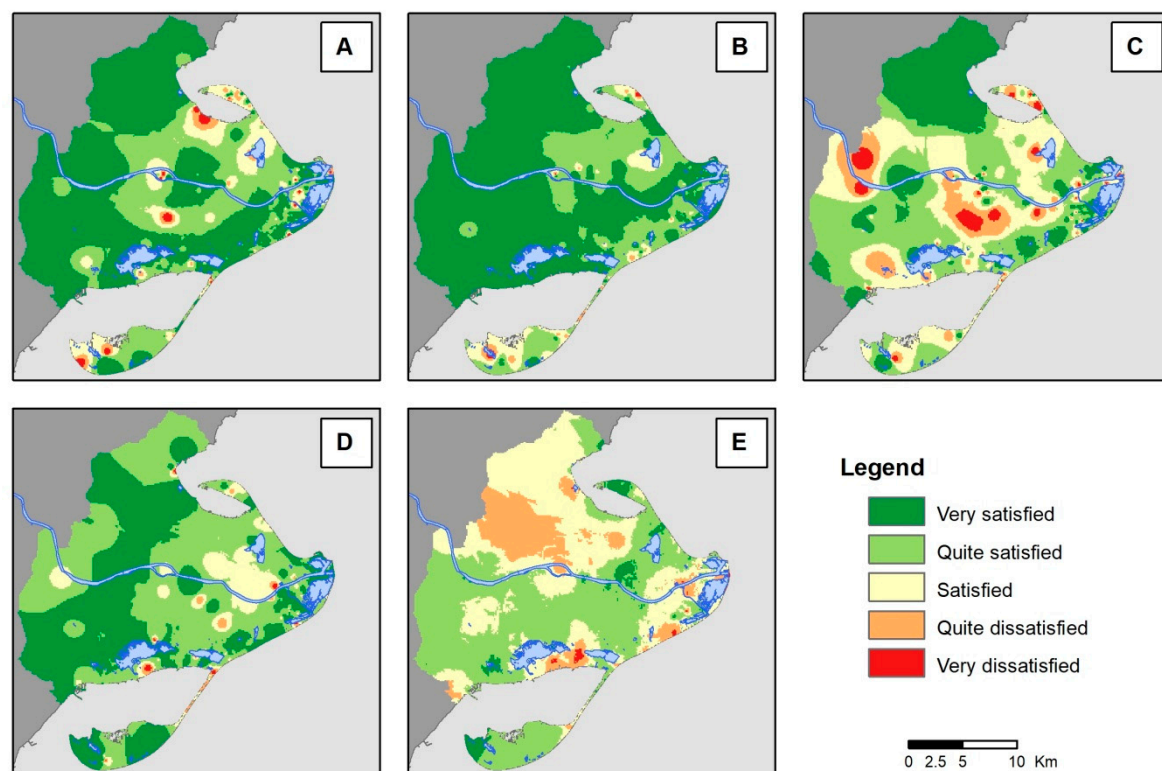 A
B
C
D
E
Legend
Very satisfied
Quite satisfied
Satisfied
Quite dissatisfied
Very dissatisfied
0 2.5 5 10 Km